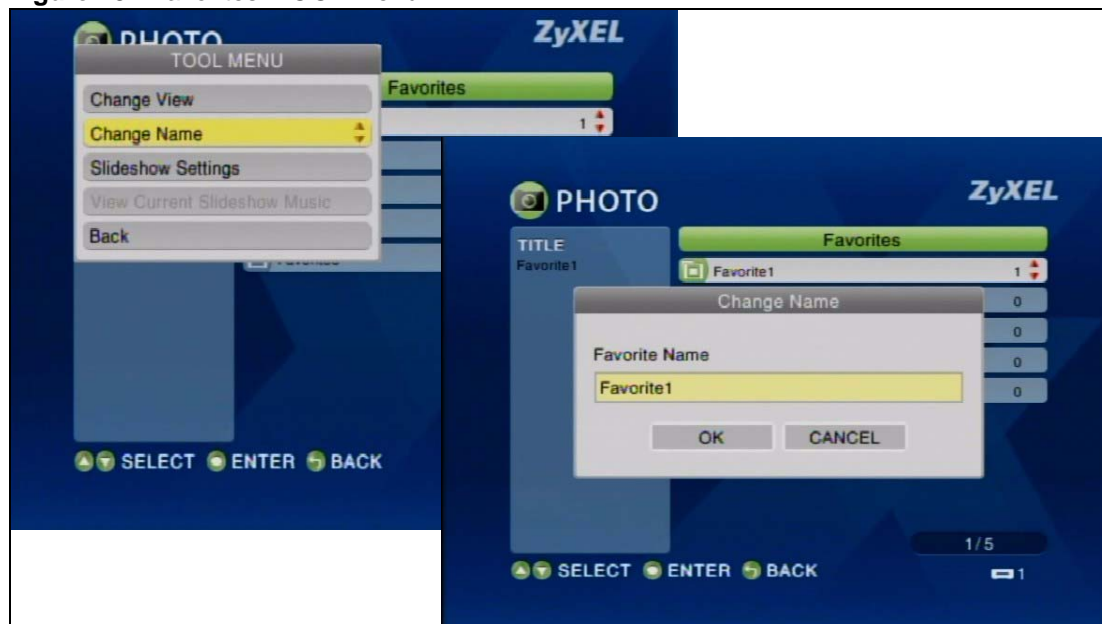 PHOTO
ZyXEL
TOOL MENU
Favorites
Change View
1
Change Name
Slideshow Settings
View Current Slideshow Music
Back
SELECT ENTER BACK
PHOTO
ZyXEL
TITLE
Favorites
Favorite1
Favorite1
1
Change Name
0
0
Favorite Name
0
Favorite1
0
OK CANCEL
1/5
SELECT ENTER BACK
1